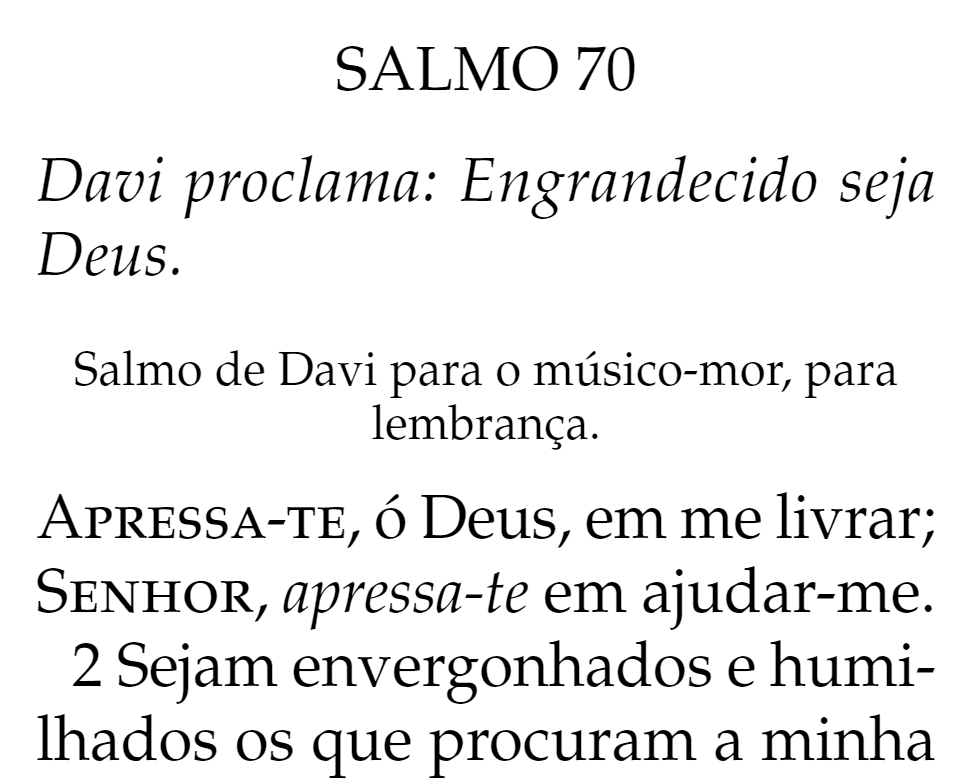 SALMO 70
Davi proclama: Engrandecido seja
Deus.
Salmo de Davi para o músico-mor, para
lembrança.
APRESSA-TE, ó Deus, em me livrar;
SENHOR, apressa-te em ajudar-me.
2 Sejam envergonhados e humi-
lhados os que procuram a minha